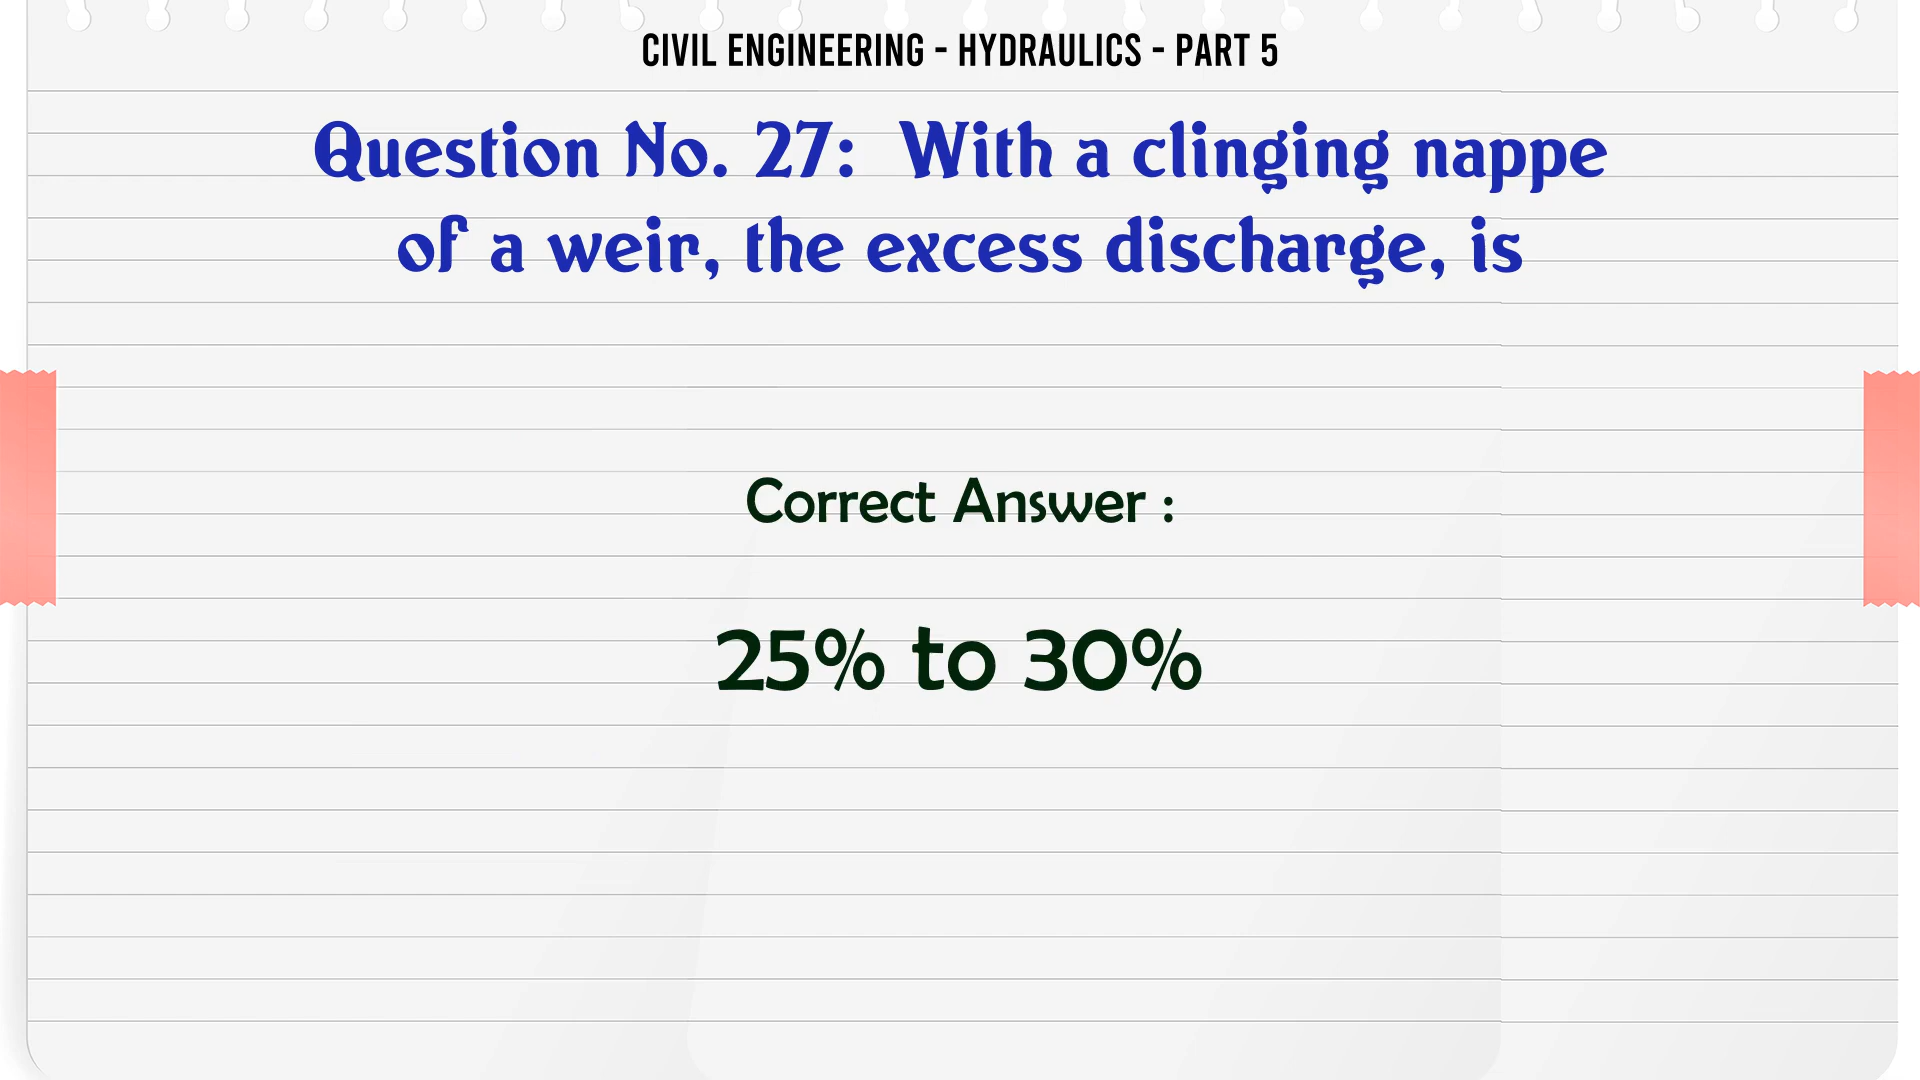 CIVIL ENGINEERING - HYDRAULICS - PART 5
Question No. 27: With a clinging nappe
of a weir, the excess discharge, is
Correct Answer :
25% to 30%